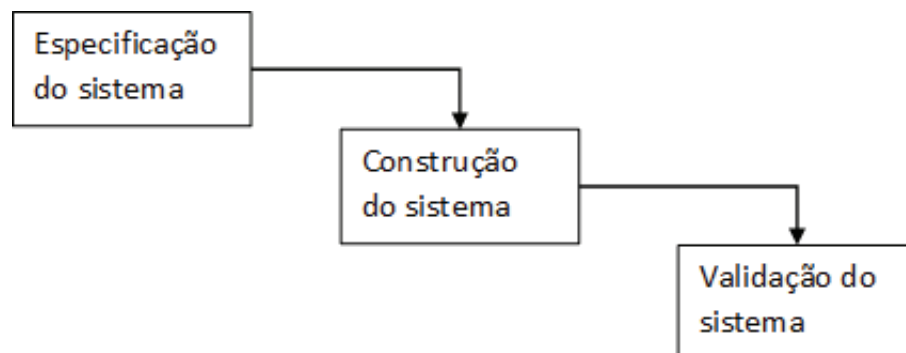 Especificação
do sistema
Construção
do sistema
Validação do
sistema